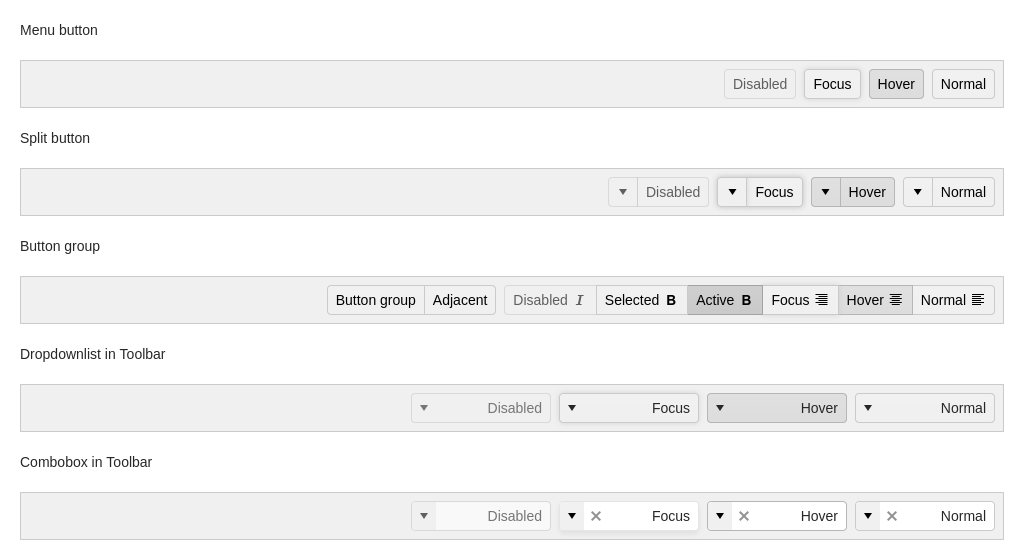 Menu button
Disabled Focus Hover Normal
Split button
Disabled Focus Hover Normal
Button group
Button group Adjacent Disabled Selected Active Focus Hover Normal
Dropdownlist in Toolbar
Disabled Focus Hover Normal
Combobox in Toolbar
Disabled Focus Hover Normal